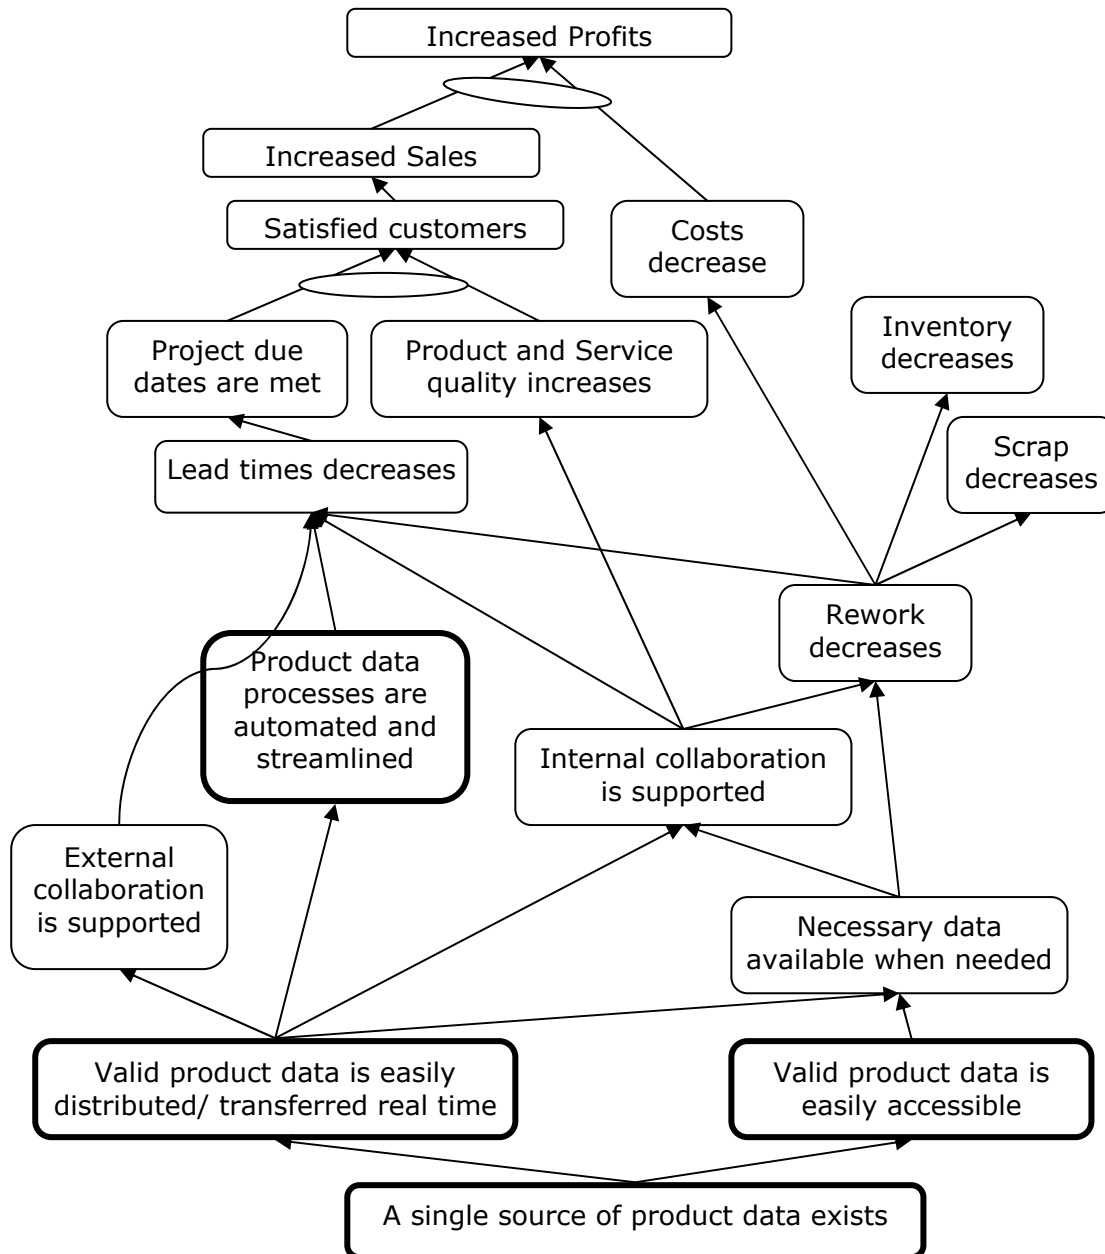 Increased Profits
Increased Sales
Satisfied customers
Costs
decrease
Inventory
decreases
Project due
dates are met
Product and Service
quality increases
Scrap
decreases
Lead times decreases
Rework
decreases
Product data
processes are
automated and
streamlined
Internal collaboration
is supported
External
collaboration
is supported
Necessary data
available when needed
Valid product data is easily
distributed/ transferred real time
Valid product data is
easily accessible
A single source of product data exists